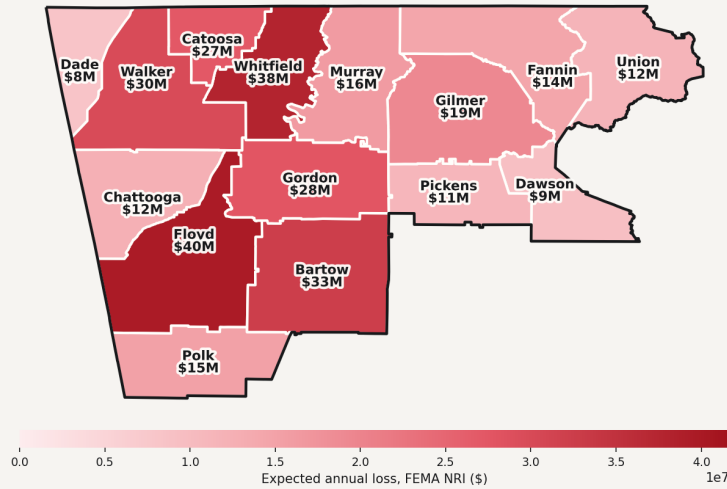 Catoosa
$27M
Dade
$8M
Walker
$30M
Whitfield
$38M
Murray
$16M
Fannin
$14M
Union
$12M
Gilmer
$19M
Chattooga
$12M
Gordon
$28M
Pickens
$11M
Dawson
$9M
Floyd
$40M
Bartow
$33M
Polk
$15M
0.0 0.5 1.0 1.5 2.0 2.5 3.0 3.5 4.0
1e7
Expected annual loss, FEMA NRI ($)